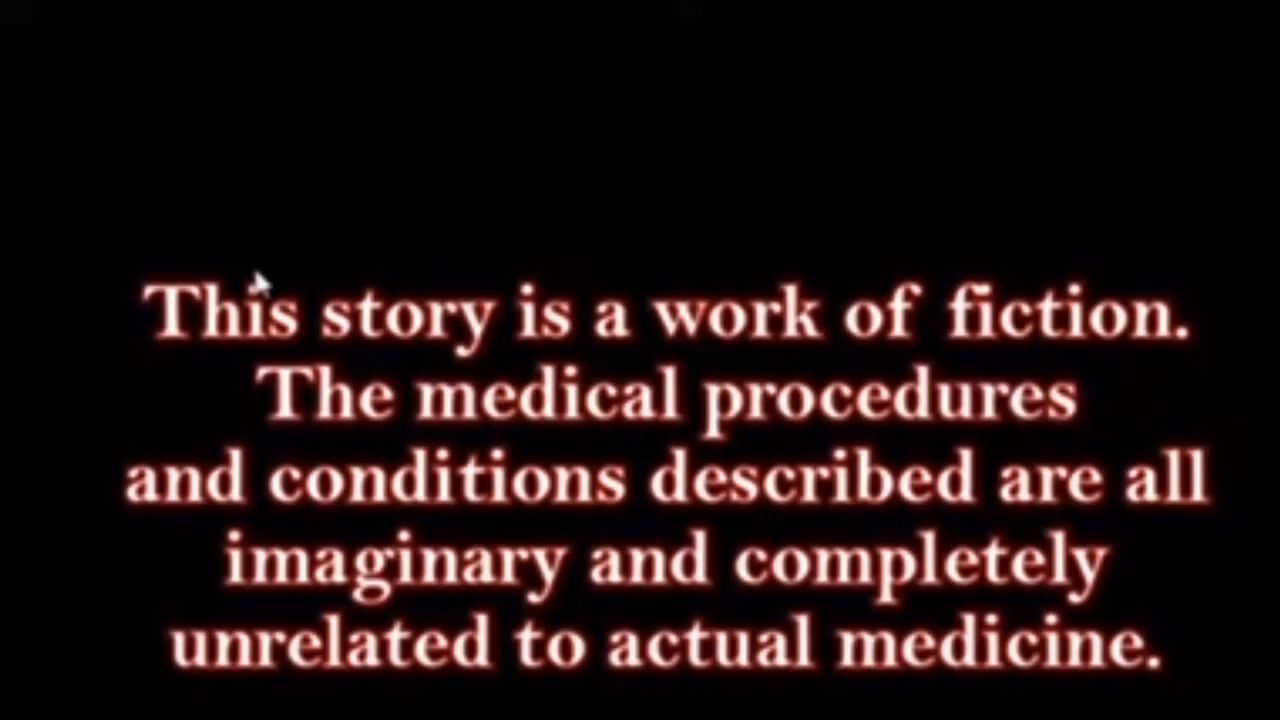 This story is a work of fiction.
The medical procedures
and conditions described are all
imaginary and completely
unrelated to actual medicine.